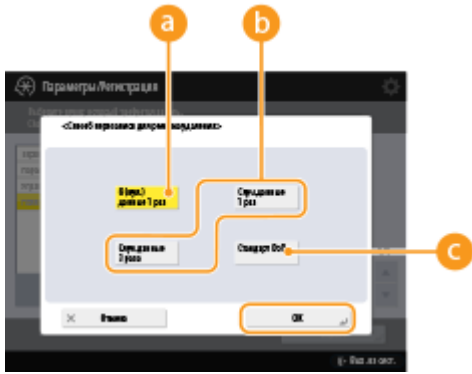 a
b
Параметры/Регистрация
<Способ перезаписи для режима удаления>
0 (нул.)
данные 1 раз
Случ. данные
1 раз
Случ. данные
3 раза
Стандарт DoD
c
Отмена
OK
Вых. из сист.